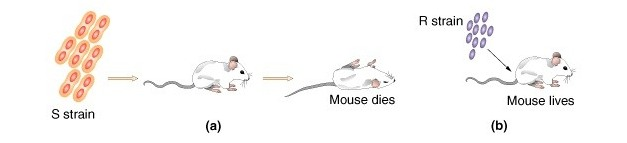 S strain
(a)
Mouse dies
R strain
Mouse lives
(b)